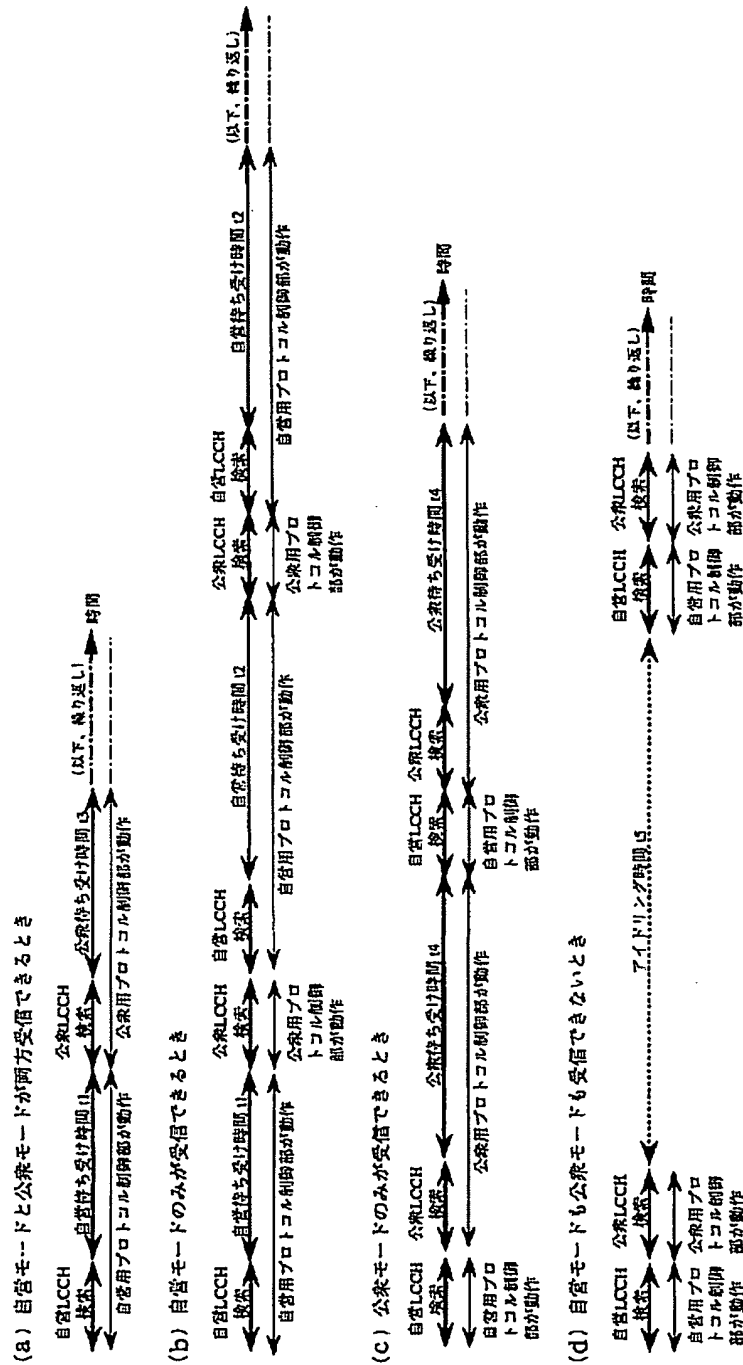 (a) 自営モードと公衆モードが両方受信できるとき
自営LCCH
検索
自営待ち受け時間t1
公衆LCCH
検索
公衆待ち受け時間t3
(以下、繰り返し)
時間
自営用プロトコル制御部が動作
公衆用プロトコル制御部が動作
(b) 自営モードのみが受信できるとき
自営LCCH
検索
自営待ち受け時間t1
公衆LCCH
検索
自営LCCH
検索
自営待ち受け時間t2
公衆LCCH
検索
自営LCCH
検索
自営待ち受け時間t2
(以下、繰り返し)
自営用プロトコル制御部が動作
公衆用プロ
トコル制御
部が動作
自営用プロトコル制御部が動作
公衆用プロ
トコル制御
部が動作
自営用プロトコル制御部が動作
(c) 公衆モードのみが受信できるとき
自営LCCH
検索
公衆LCCH
検索
公衆待ち受け時間t4
自営LCCH
検索
公衆LCCH
検索
公衆待ち受け時間t4
(以下、繰り返し)
時間
自営用プロ
トコル制御
部が動作
公衆用プロトコル制御部が動作
自営用プロ
トコル制御
部が動作
公衆用プロトコル制御部が動作
(d) 自営モードも公衆モードも受信できないとき
自営LCCH
検索
公衆LCCH
検索
アイドリング時間t5
自営LCCH
検索
公衆LCCH
検索
(以下、繰り返し)
時間
自営用プロ
トコル制御
部が動作
公衆用プロ
トコル制御
部が動作
自営用プロ
トコル制御
部が動作
公衆用プロ
トコル制御
部が動作